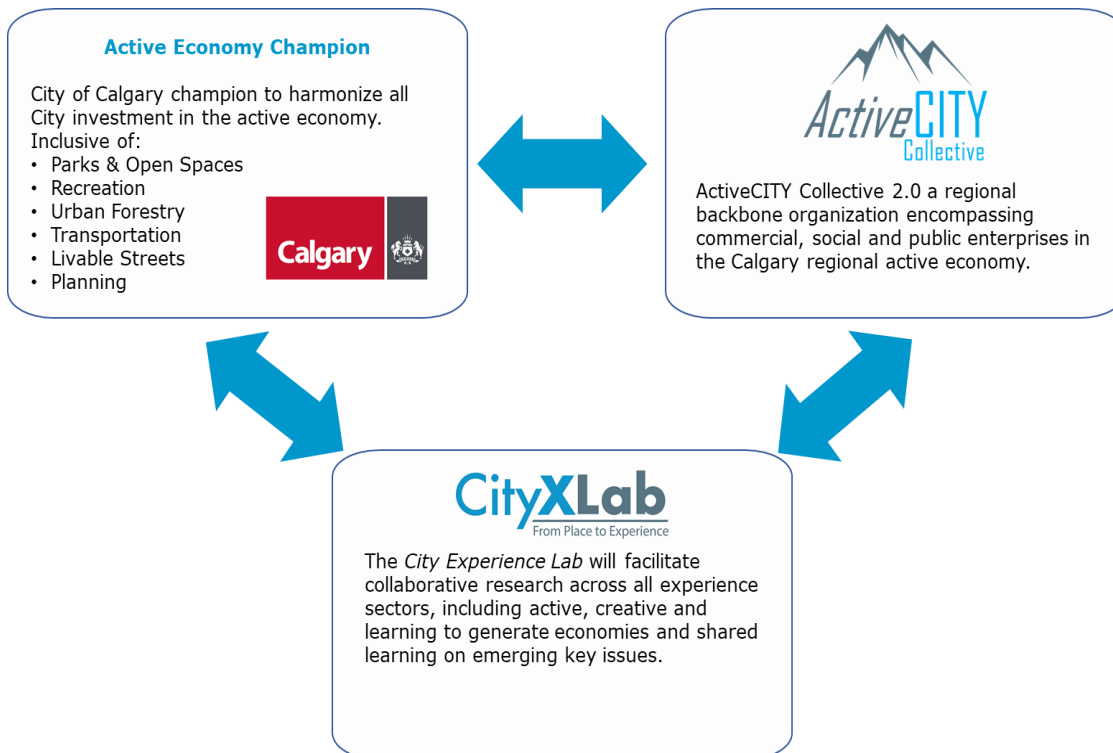 Active Economy Champion
City of Calgary champion to harmonize all
City investment in the active economy.
Inclusive of:
• Parks & Open Spaces
• Recreation
• Urban Forestry
• Transportation
• Livable Streets
• Planning
Calgary
ActiveCITY
Collective
ActiveCITY Collective 2.0 a regional
backbone organization encompassing
commercial, social and public enterprises in
the Calgary regional active economy.
CityXLab
From Place to Experience
The City Experience Lab will facilitate
collaborative research across all experience
sectors, including active, creative and
learning to generate economies and shared
learning on emerging key issues.